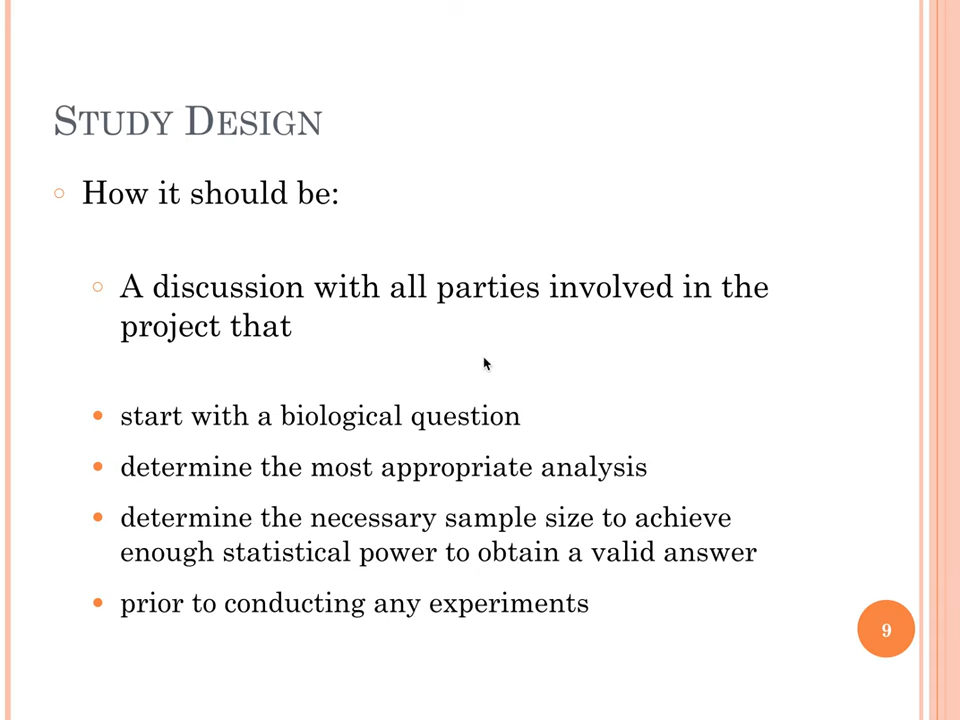 STUDY DESIGN
How it should be:
A discussion with all parties involved in the
project that
start with a biological question
determine the most appropriate analysis
determine the necessary sample size to achieve
enough statistical power to obtain a valid answer
prior to conducting any experiments
9